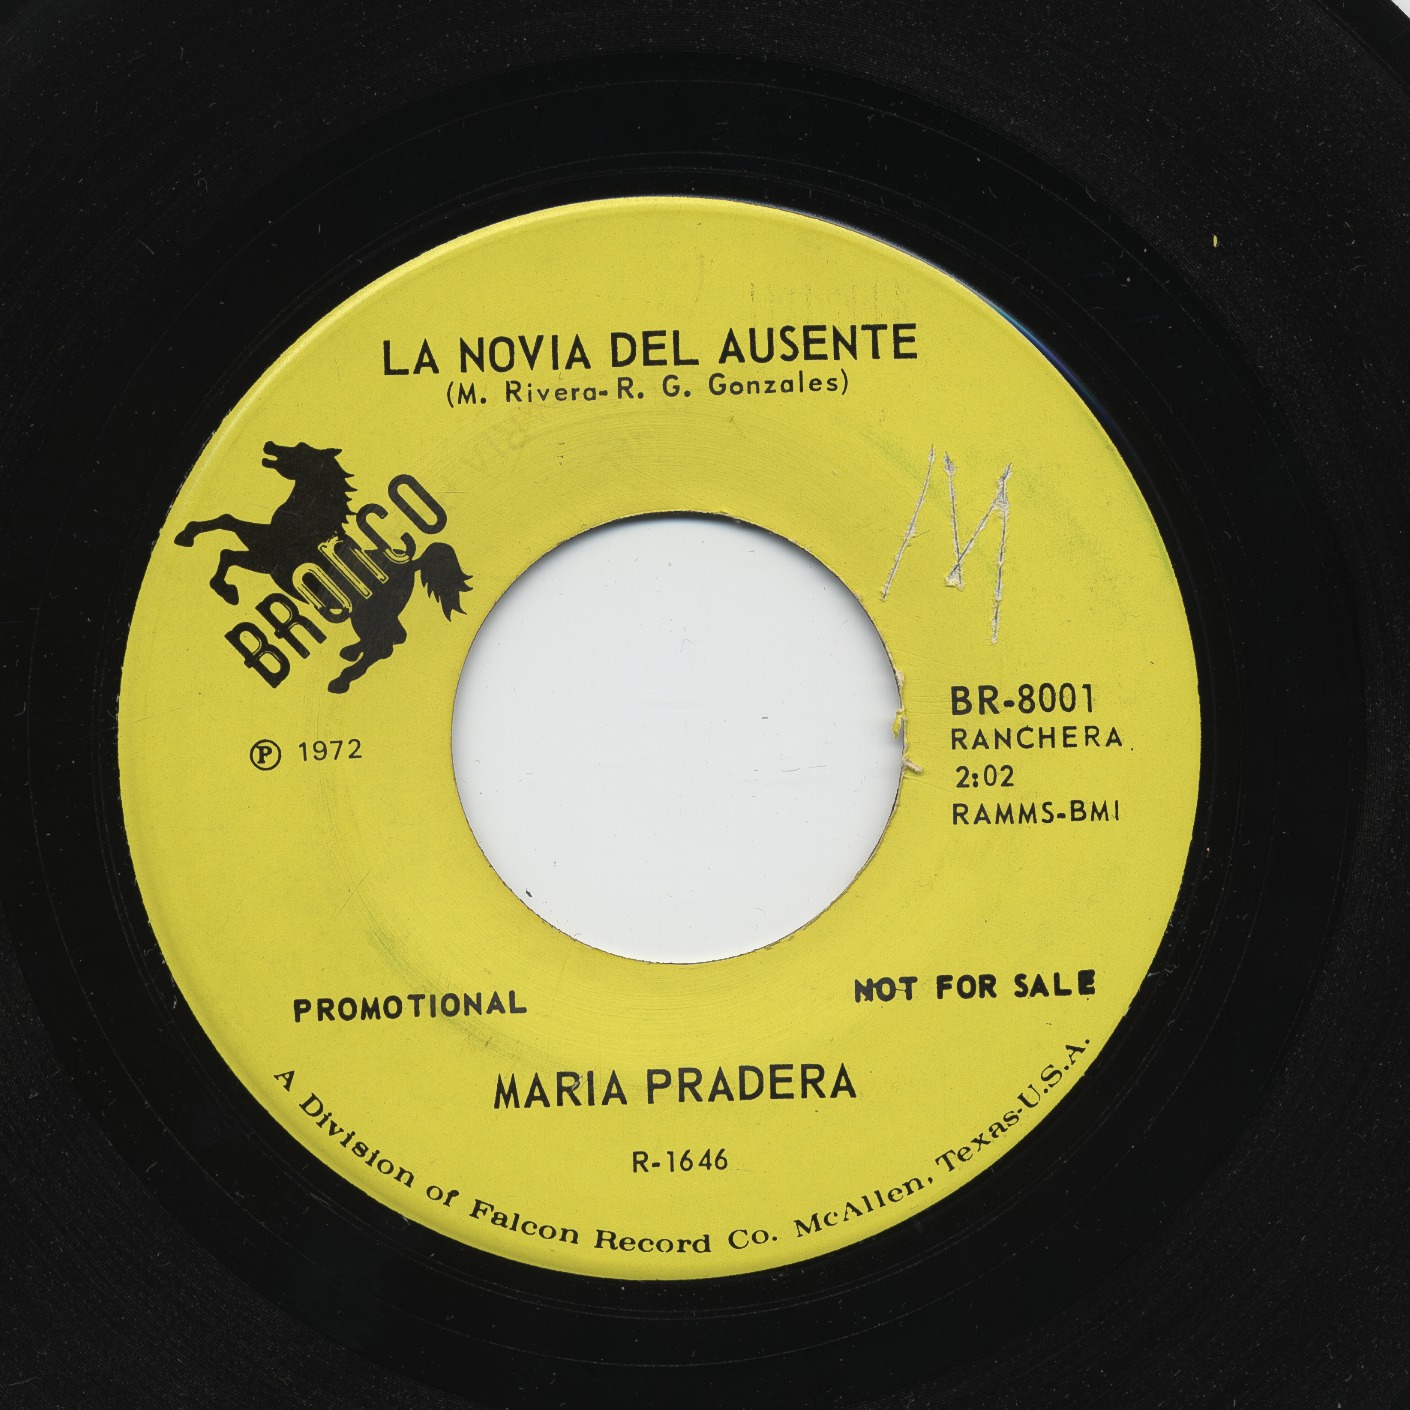 LA NOVIA DEL AUSENTE
(M. Rivera-R. G. Gonzales)
BRONCO
M
Ⓟ 1972
BR-8001
RANCHERA
2:02
RAMMS-BMI
PROMOTIONAL
NOT FOR SALE
MARIA PRADERA
R-1646
A Division of Falcon Record Co. McAllen, Texas-U.S.A.